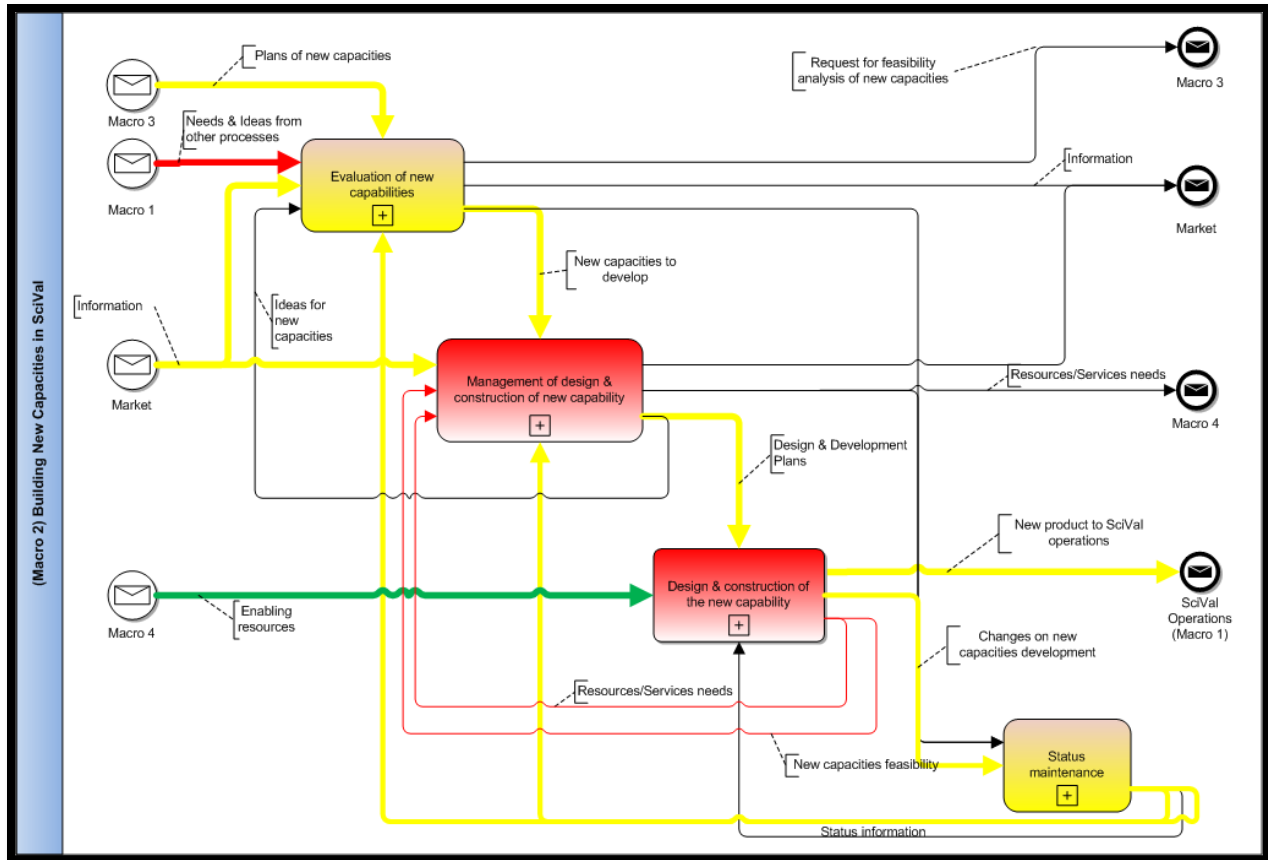 (Macro 2) Building New Capacities in SciVal
Plans of new capacities
Request for feasibility
analysis of new capacities
Macro 3
Macro 3
Needs & Ideas from
other processes
Information
Evaluation of new
capabilities
+
Macro 1
Market
New capacities to
develop
Information
Ideas for
new
capacities
Market
Management of design &
construction of new capability
+
Resources/Services needs
Macro 4
Design & Development
Plans
New product to SciVal
operations
Design & construction of
the new capability
+
Enabling
resources
Macro 4
SciVal
Operations
(Macro 1)
Changes on new
capacities development
Resources/Services needs
New capacities feasibility
Status
maintenance
+
Status information